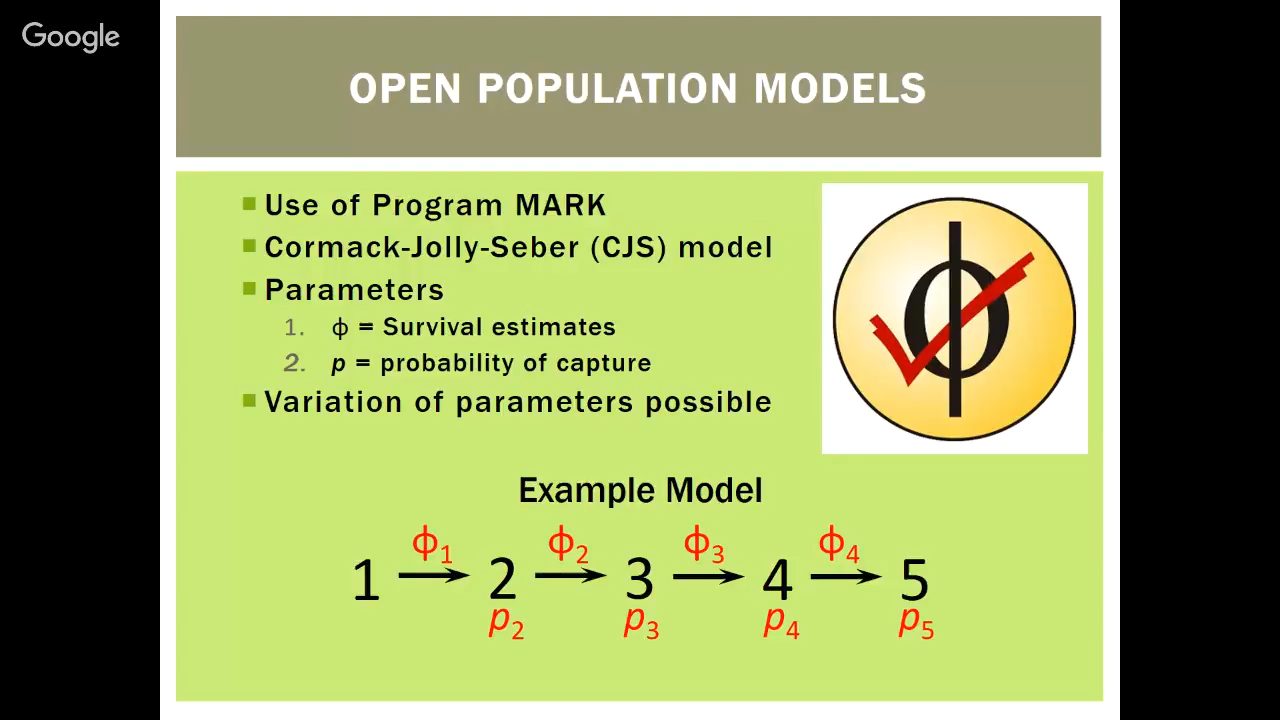 Google
OPEN POPULATION MODELS
Use of Program MARK
Cormack-Jolly-Seber (CJS) model
Parameters
1. ϕ = Survival estimates
2. p = probability of capture
Variation of parameters possible
ϕ
Example Model
ϕ1 ϕ2 ϕ3 ϕ4
1 2 3 4 5
p2 p3 p4 p5